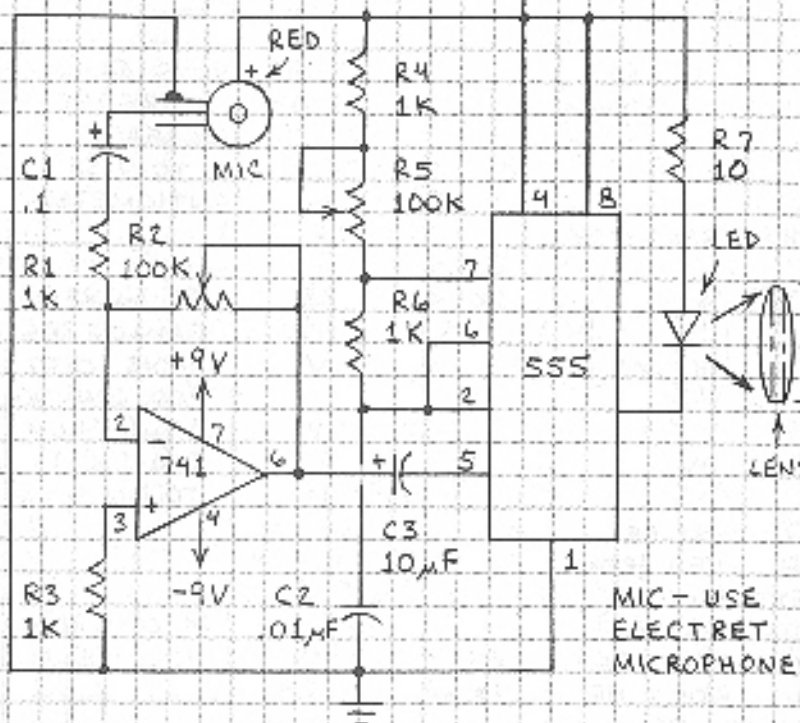 RED
+
R4
1K
+
MIC
C1
.1
R5
100K
R7
10
4 8
R2
100K
R1
1K
LED
7
R6
1K
6
555
+9V
2
2
7
−
741
6
+
5
LENS
3
+
4
C3
10μF
1
R3
1K
-9V
C2
.01μF
MIC - USE
ELECTRET
MICROPHONE